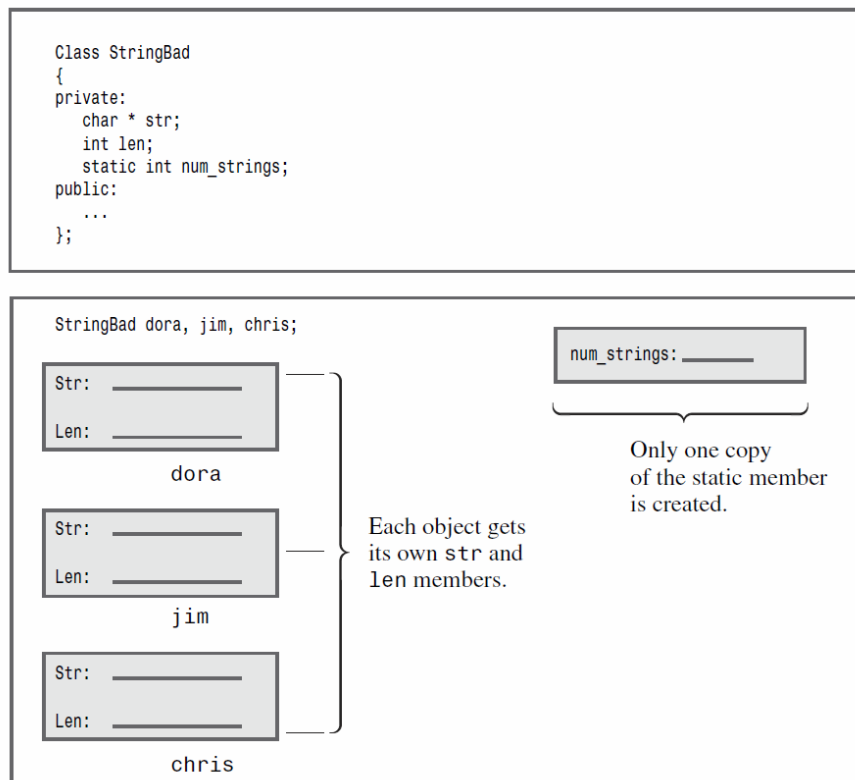 Class StringBad
{
private:
char * str;
int len;
static int num_strings;
public:
...
};
StringBad dora, jim, chris;
num_strings:
Only one copy
of the static member
is created.
Str:
Len:
dora
Each object gets
its own str and
len members.
Str:
Len:
jim
Str:
Len:
chris